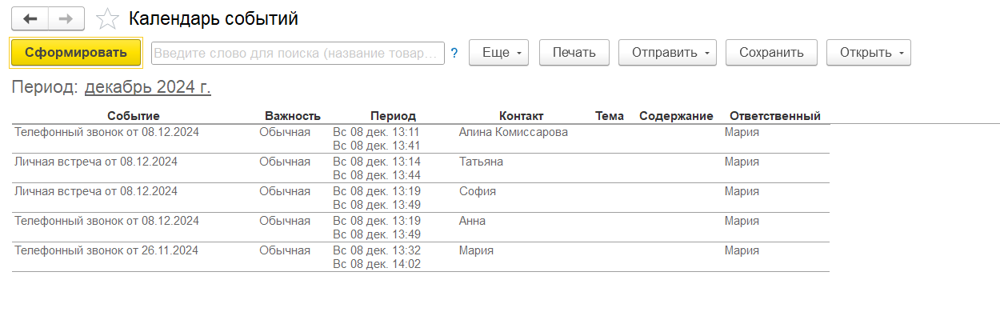 Календарь событий
Сформировать Введите слово для поиска (название товар... ? Еще Печать Отправить Сохранить Открыть
Период: декабрь 2024 г.
Событие Важность Период Контакт Тема Содержание Ответственный
Телефонный звонок от 08.12.2024 Обычная Вс 08 дек. 13:11 Алина Комиссарова Мария
Вс 08 дек. 13:41
Личная встреча от 08.12.2024 Обычная Вс 08 дек. 13:14 Татьяна Мария
Вс 08 дек. 13:44
Личная встреча от 08.12.2024 Обычная Вс 08 дек. 13:19 София Мария
Вс 08 дек. 13:49
Телефонный звонок от 08.12.2024 Обычная Вс 08 дек. 13:19 Анна Мария
Вс 08 дек. 13:49
Телефонный звонок от 26.11.2024 Обычная Вс 08 дек. 13:32 Мария Мария
Вс 08 дек. 14:02